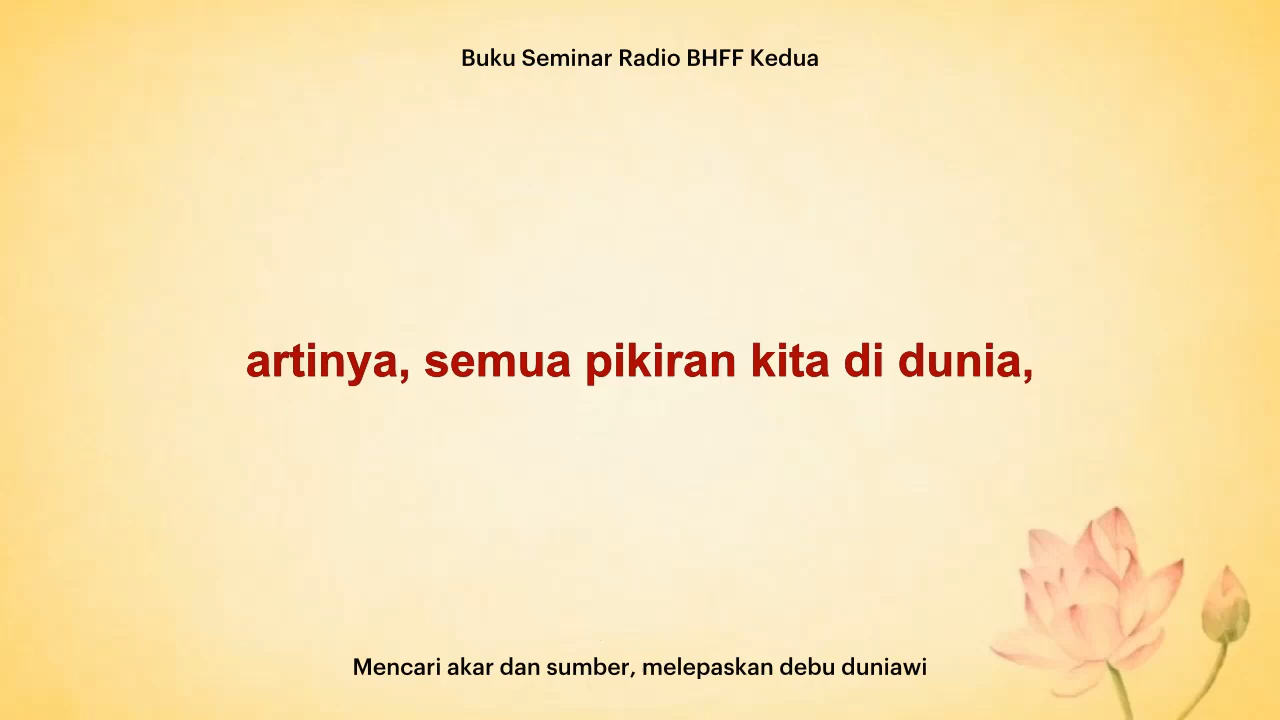 Buku Seminar Radio BHFF Kedua
artinya, semua pikiran kita di dunia,
Mencari akar dan sumber, melepaskan debu duniawi